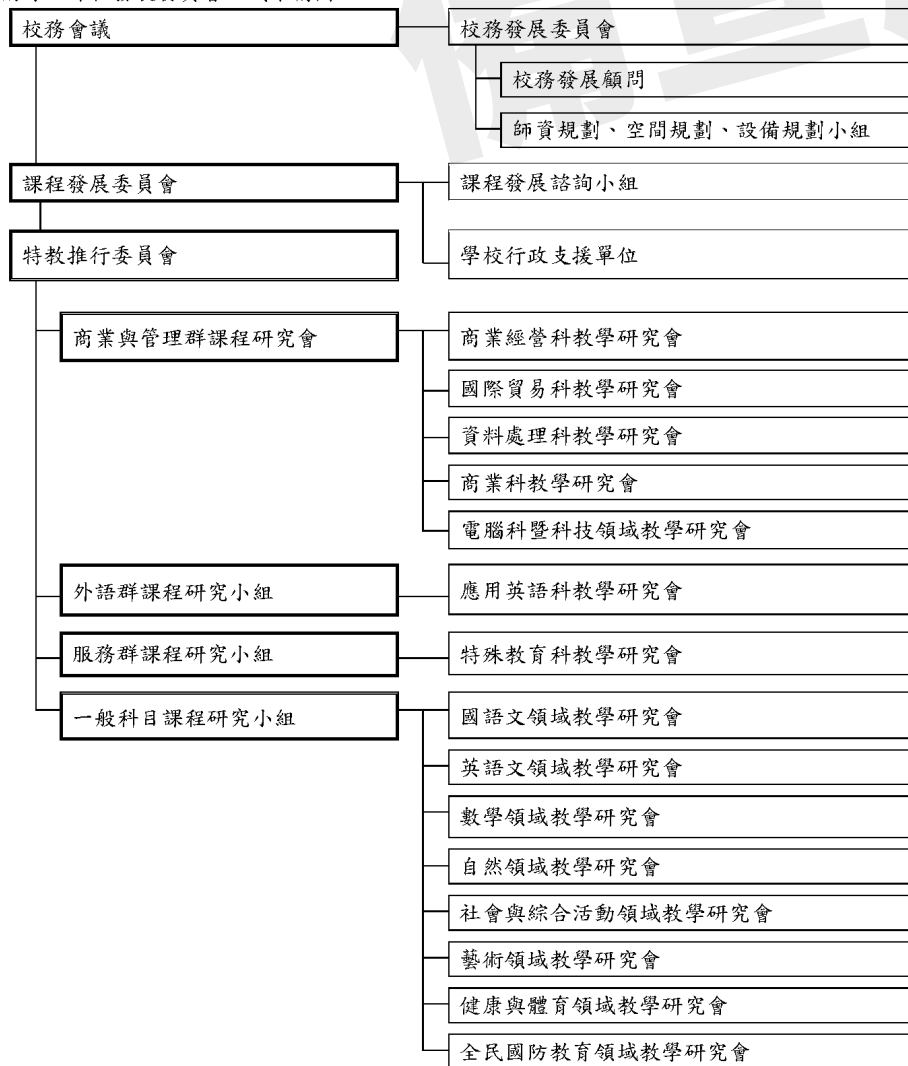 校務會議
校務發展委員會
校務發展顧問
師資規劃、空間規劃、設備規劃小組
課程發展委員會
課程發展諮詢小組
特教推行委員會
學校行政支援單位
商業與管理群課程研究會
商業經營科教學研究會
國際貿易科教學研究會
資料處理科教學研究會
商業科教學研究會
電腦科暨科技領域教學研究會
外語群課程研究小組
應用英語科教學研究會
服務群課程研究小組
特殊教育科教學研究會
一般科目課程研究小組
國語文領域教學研究會
英語文領域教學研究會
數學領域教學研究會
自然領域教學研究會
社會與綜合活動領域教學研究會
藝術領域教學研究會
健康與體育領域教學研究會
全民國防教育領域教學研究會